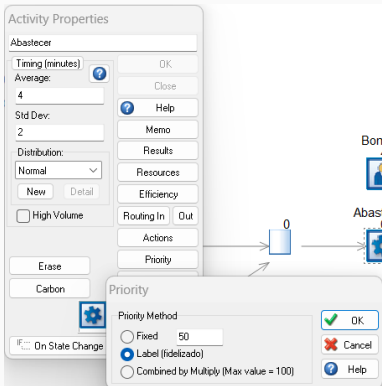 Activity Properties
Abastecer
Timing (minutes)
Average:
4
Std Dev:
2
Distribution:
Normal
New
Detail
High Volume
Erase
Carbon
IF:... On State Change
OK
Close
Help
Memo
Results
Resources
Efficiency
Routing In
Out
Actions
Priority
0
Priority
Priority Method
Fixed 50
Label (fidelizado)
Combined by Multiply (Max value = 100)
OK
Cancel
Help